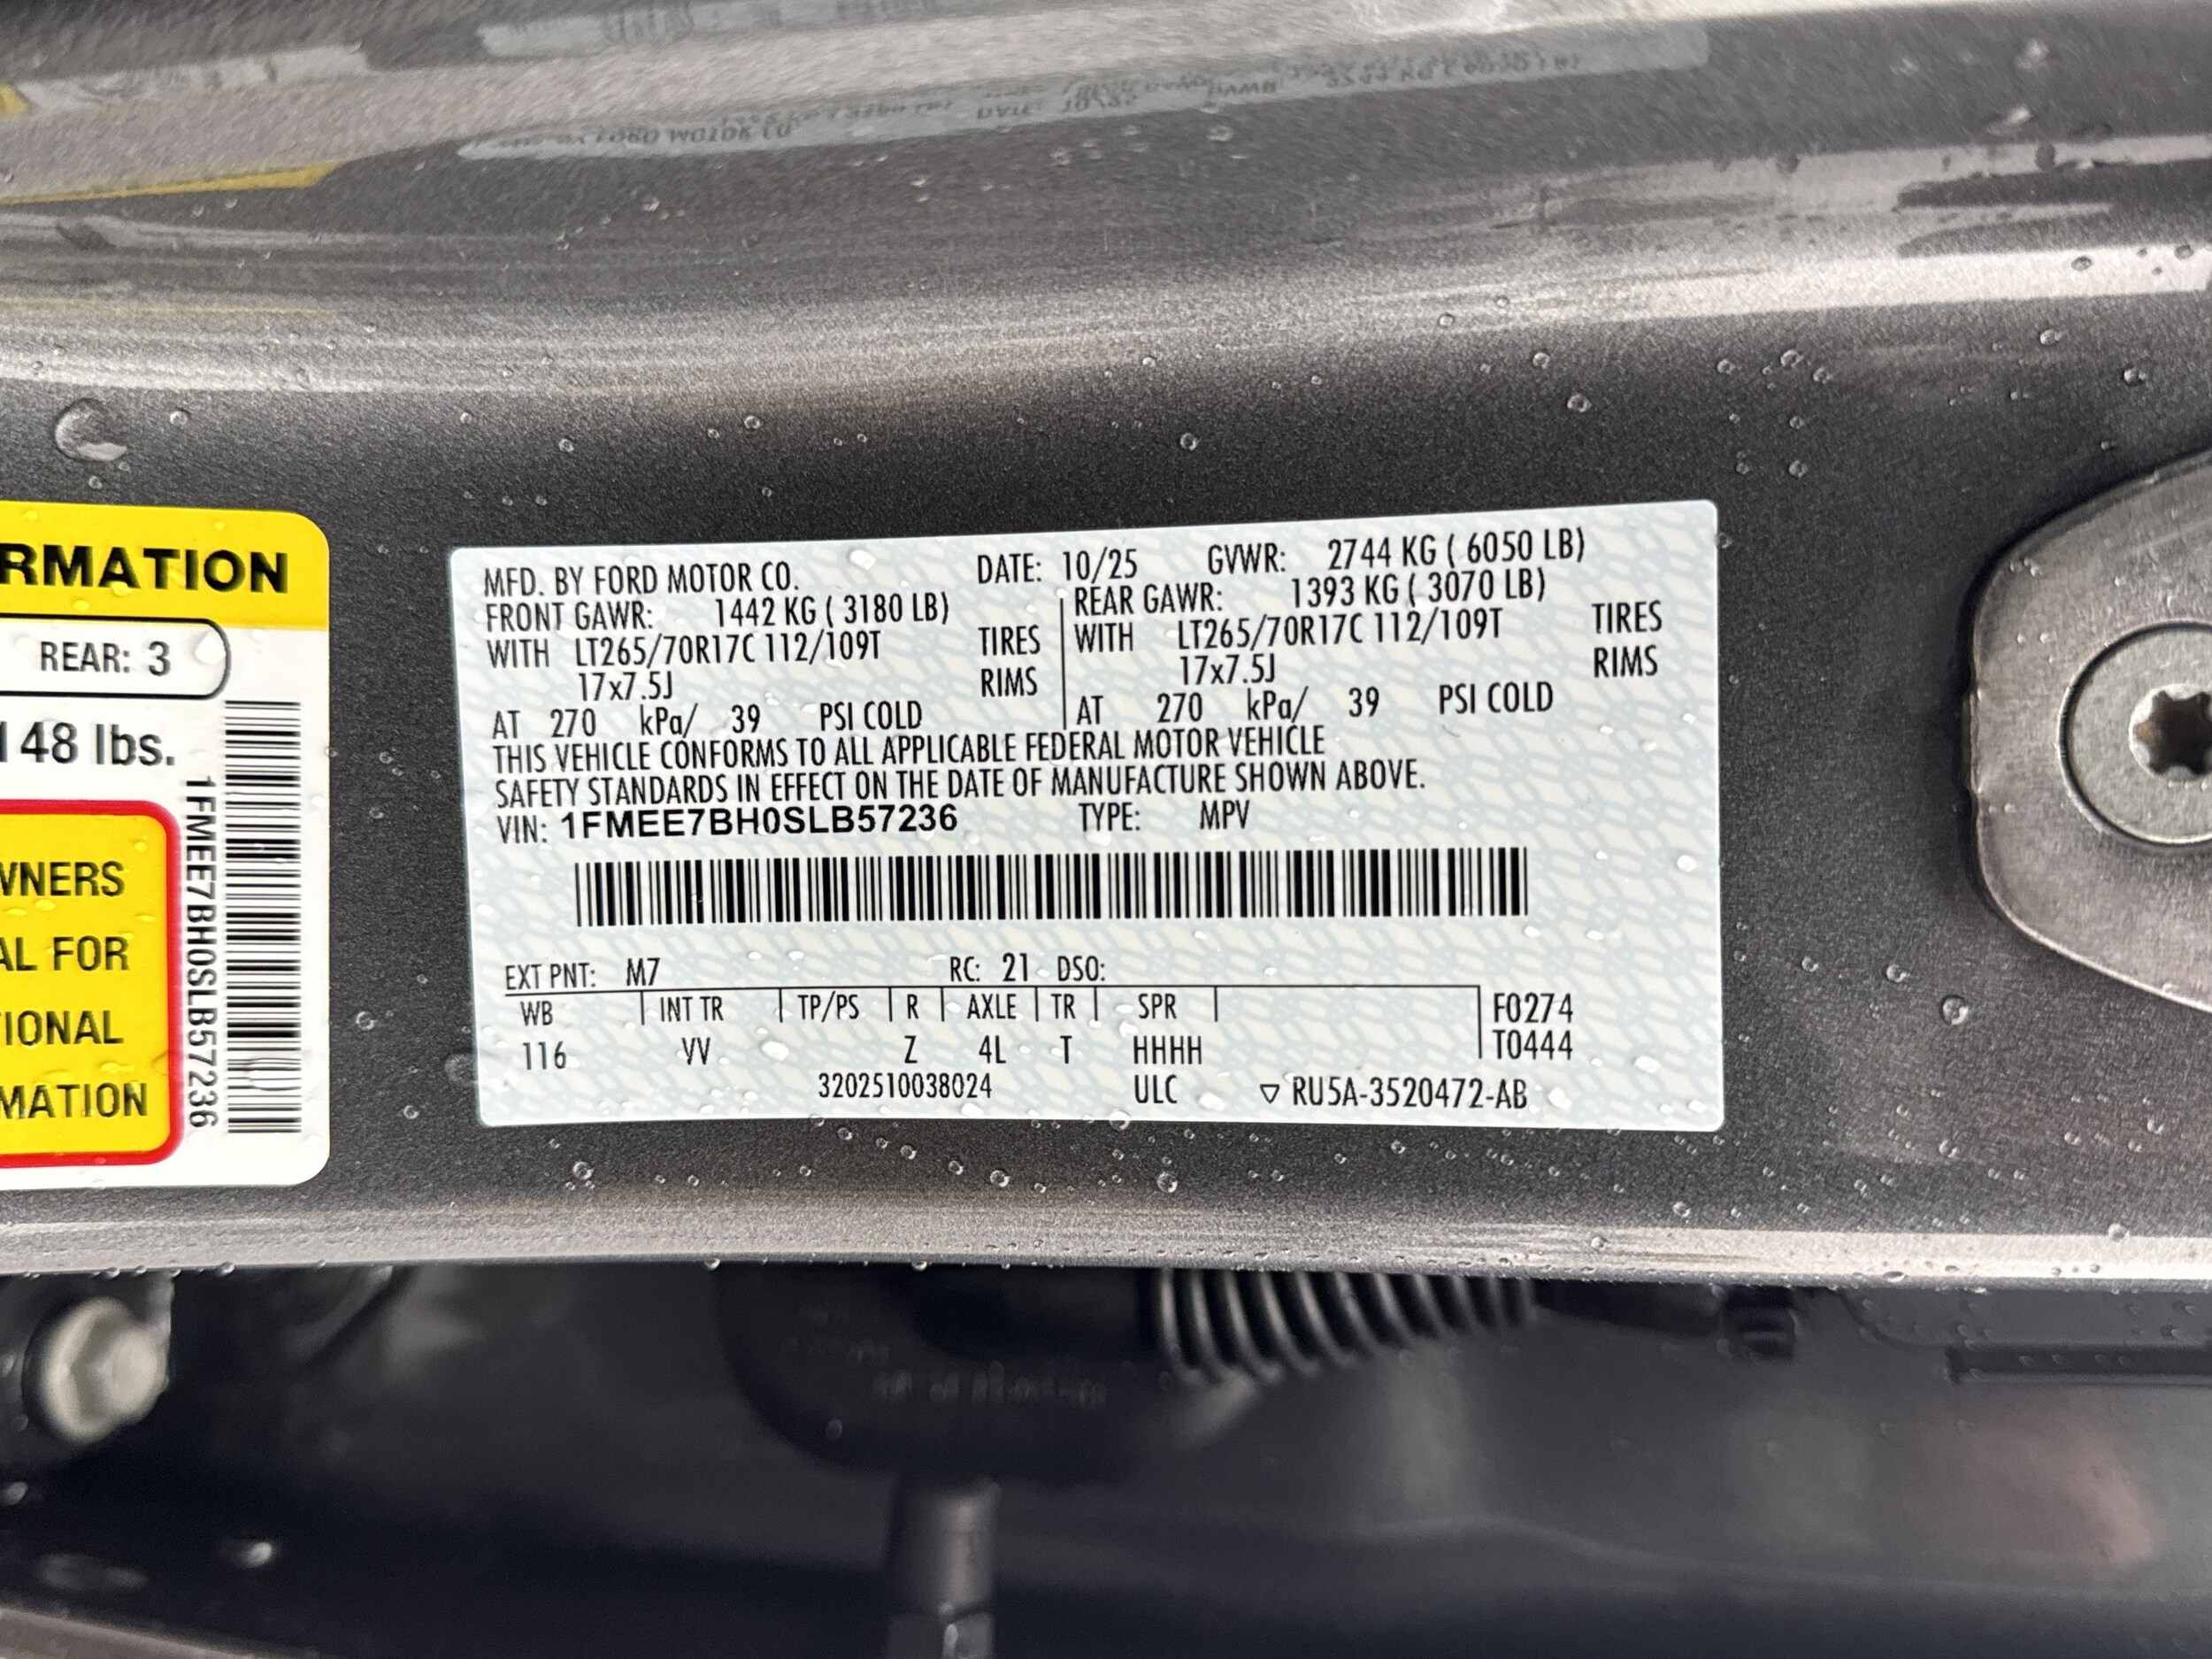 RMATION
REAR: 3
148 lbs.
WNERS
AL FOR
TIONAL
MATION
1FMEE7BH0SLB57236
MFD. BY FORD MOTOR CO. DATE: 10/25 GVWR: 2744 KG ( 6050 LB)
FRONT GAWR: 1442 KG ( 3180 LB) REAR GAWR: 1393 KG ( 3070 LB)
WITH LT265/70R17C 112/109T TIRES WITH LT265/70R17C 112/109T TIRES
17x7.5J RIMS 17x7.5J RIMS
AT 270 kPa/ 39 PSI COLD AT 270 kPa/ 39 PSI COLD
THIS VEHICLE CONFORMS TO ALL APPLICABLE FEDERAL MOTOR VEHICLE
SAFETY STANDARDS IN EFFECT ON THE DATE OF MANUFACTURE SHOWN ABOVE.
VIN: 1FMEE7BH0SLB57236 TYPE: MPV
EXT PNT: M7 RC: 21 DSO:
WB INT TR TP/PS R AXLE TR SPR F0274
116 VV Z 4L T HHHH T0444
3202510038024 ULC ▽ RU5A-3520472-AB